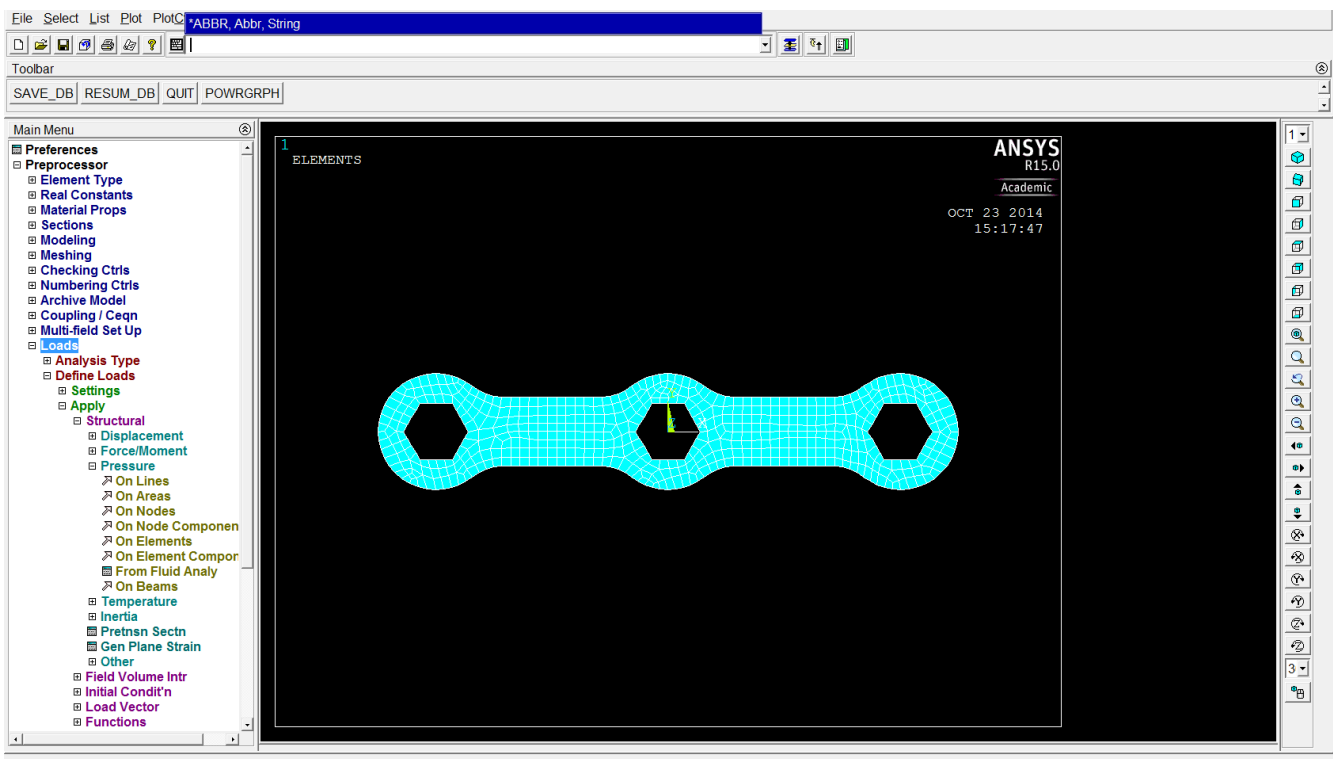 File Select List Plot PlotC
*ABBR, Abbr, String
Toolbar
SAVE_DB RESUM_DB QUIT POWRGRPH
Main Menu
Preferences
Preprocessor
Element Type
Real Constants
Material Props
Sections
Modeling
Meshing
Checking Ctrls
Numbering Ctrls
Archive Model
Coupling / Ceqn
Multi-field Set Up
Loads
Analysis Type
Define Loads
Settings
Apply
Structural
Displacement
Force/Moment
Pressure
On Lines
On Areas
On Nodes
On Node Componen
On Elements
On Element Compor
From Fluid Analy
On Beams
Temperature
Inertia
Pretnsn Sectn
Gen Plane Strain
Other
Field Volume Intr
Initial Condit'n
Load Vector
Functions
1
ELEMENTS
ANSYS
R15.0
Academic
OCT 23 2014
15:17:47
1
3